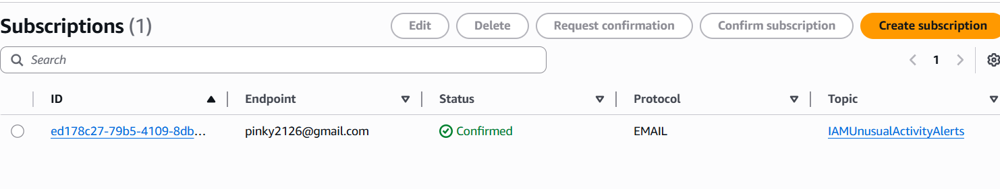 Subscriptions (1) Edit Delete Request confirmation Confirm subscription Create subscription
Search 1
ID Endpoint Status Protocol Topic
ed178c27-79b5-4109-8db... pinky2126@gmail.com Confirmed EMAIL IAMUnusualActivityAlerts